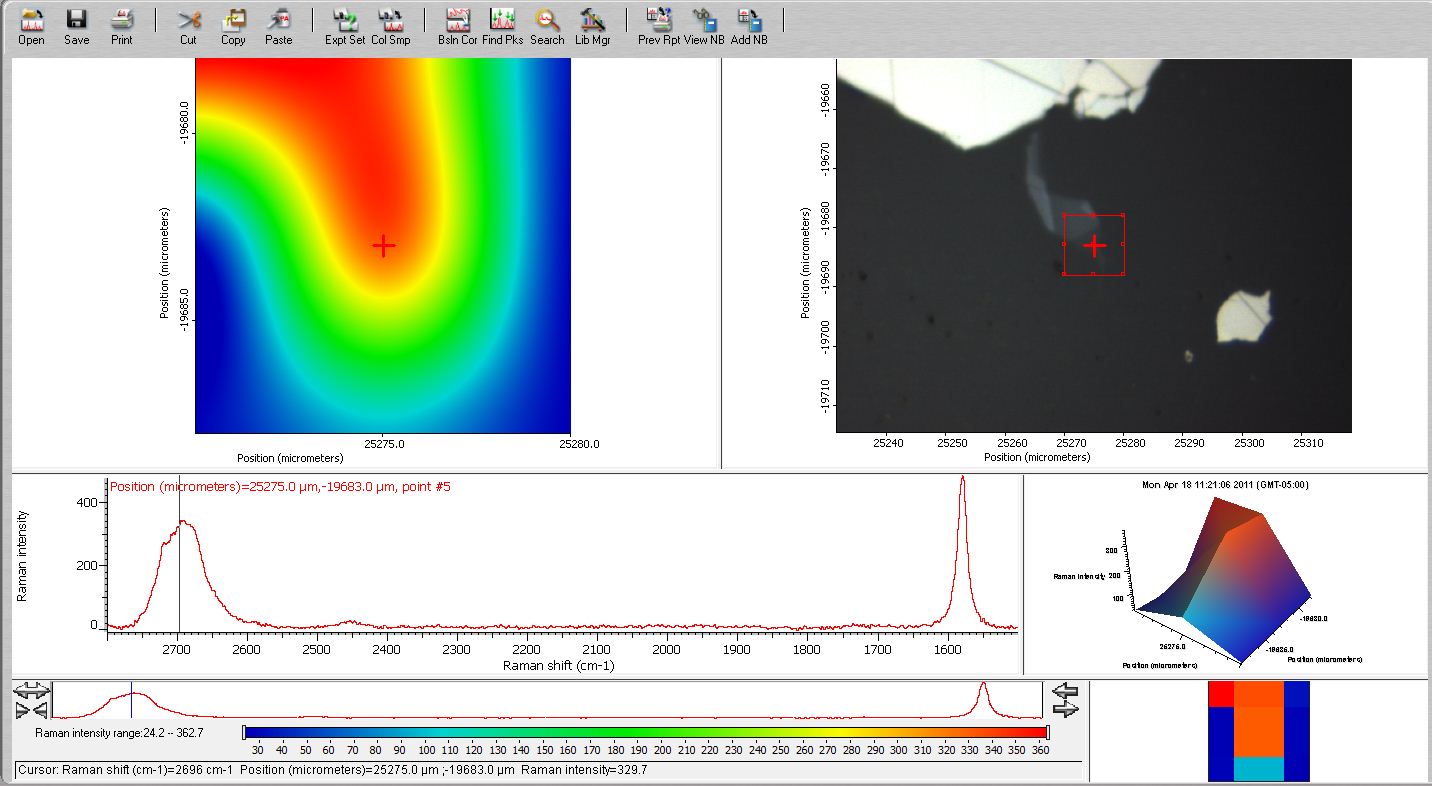 Open Save Print Cut Copy Paste Expt Set Col Smp Bsln Cor Find Pks Search Lib Mgr Prev Rpt View NB Add NB
-19680.0
-19685.0
Position (micrometers)
25275.0 25280.0
Position (micrometers)
-19660
-19670
-19680
-19690
-19700
-19710
Position (micrometers)
25240 25250 25260 25270 25280 25290 25300 25310
Position (micrometers)
Position (micrometers)=25275.0 µm,-19683.0 µm, point #5
400
200
0
Raman intensity
2700 2600 2500 2400 2300 2200 2100 2000 1900 1800 1700 1600
Raman shift (cm-1)
Mon Apr 18 11:21:06 2011 (GMT-05:00)
300
Raman Intensity 200
100
-19680.0
25275.0 -19685.0
Position (micrometers) Position (micrometers)
Raman intensity range:24.2 -- 362.7
30 40 50 60 70 80 90 100 110 120 130 140 150 160 170 180 190 200 210 220 230 240 250 260 270 280 290 300 310 320 330 340 350 360
Cursor: Raman shift (cm-1)=2696 cm-1 Position (micrometers)=25275.0 µm ;-19683.0 µm Raman intensity=329.7